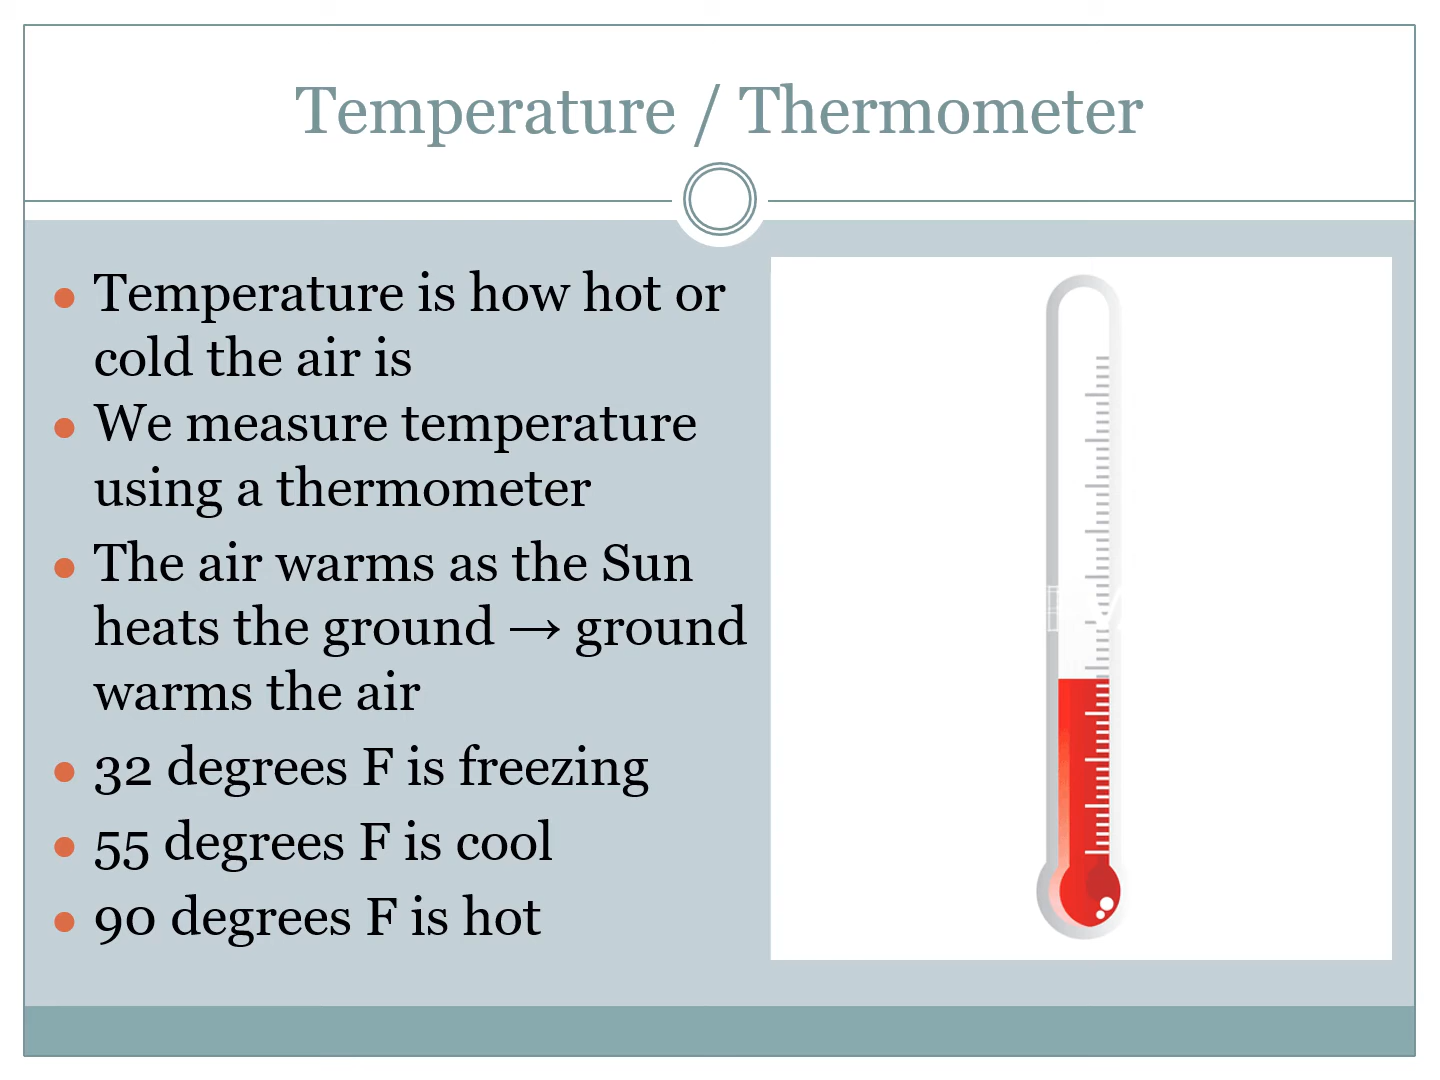 Temperature / Thermometer
• Temperature is how hot or
cold the air is
• We measure temperature
using a thermometer
• The air warms as the Sun
heats the ground → ground
warms the air
• 32 degrees F is freezing
• 55 degrees F is cool
• 90 degrees F is hot